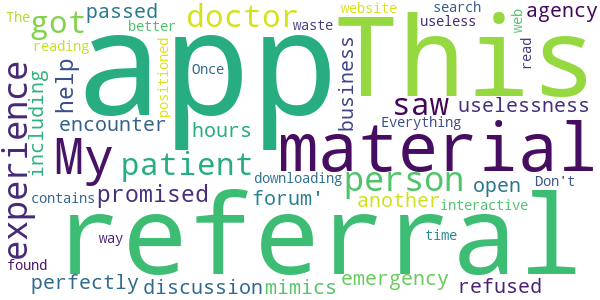 The passed doctor website search web agency
got better waste useless
reading app This
including help positioned Once business read
experience encounter hours saw uselessness
Everything
My patient material
downloading person Don't
contains promised forum' another open interactive
referral
way time
found
perfectly discussion mimics emergency refused